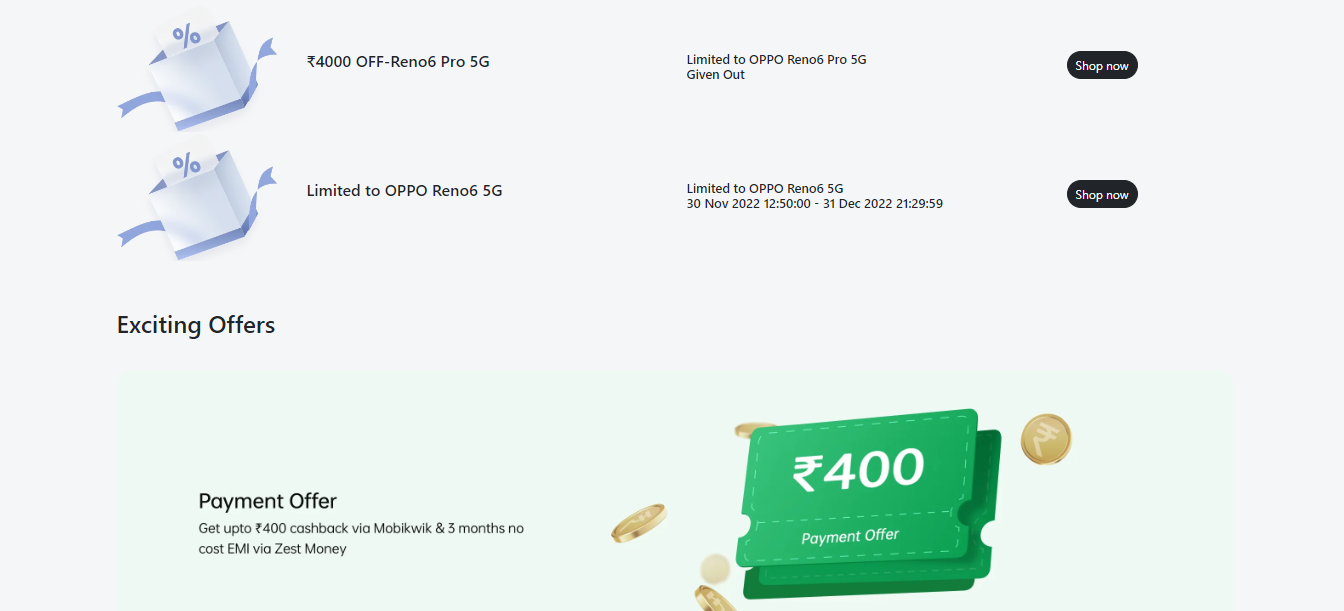 %
₹4000 OFF-Reno6 Pro 5G
Limited to OPPO Reno6 Pro 5G
Given Out
Shop now
%
Limited to OPPO Reno6 5G
Limited to OPPO Reno6 5G
30 Nov 2022 12:50:00 - 31 Dec 2022 21:29:59
Shop now
Exciting Offers
Payment Offer
Get upto ₹400 cashback via Mobikwik & 3 months no
cost EMI via Zest Money
₹400
Payment Offer
₹